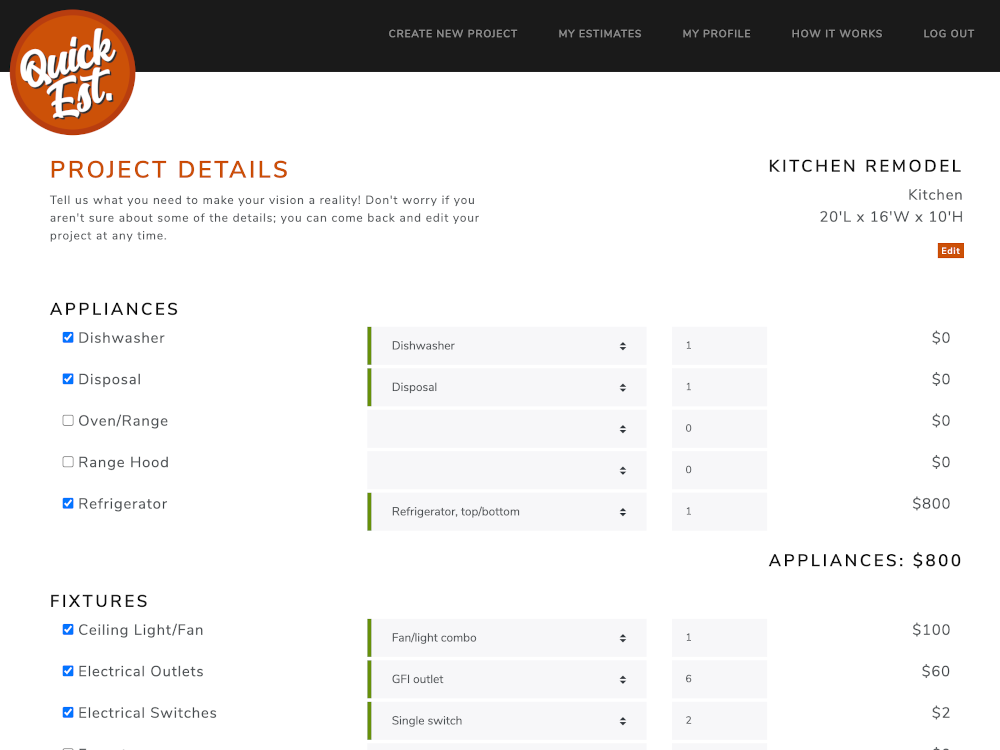 Quick
Est.
CREATE NEW PROJECT MY ESTIMATES MY PROFILE HOW IT WORKS LOG OUT
PROJECT DETAILS
Tell us what you need to make your vision a reality! Don't worry if you
aren't sure about some of the details; you can come back and edit your
project at any time.
KITCHEN REMODEL
Kitchen
20'L x 16'W x 10'H
Edit
APPLIANCES
Dishwasher Dishwasher 1 $0
Disposal Disposal 1 $0
Oven/Range 0 $0
Range Hood 0 $0
Refrigerator Refrigerator, top/bottom 1 $800
APPLIANCES: $800
FIXTURES
Ceiling Light/Fan Fan/light combo 1 $100
Electrical Outlets GFI outlet 6 $60
Electrical Switches Single switch 2 $2